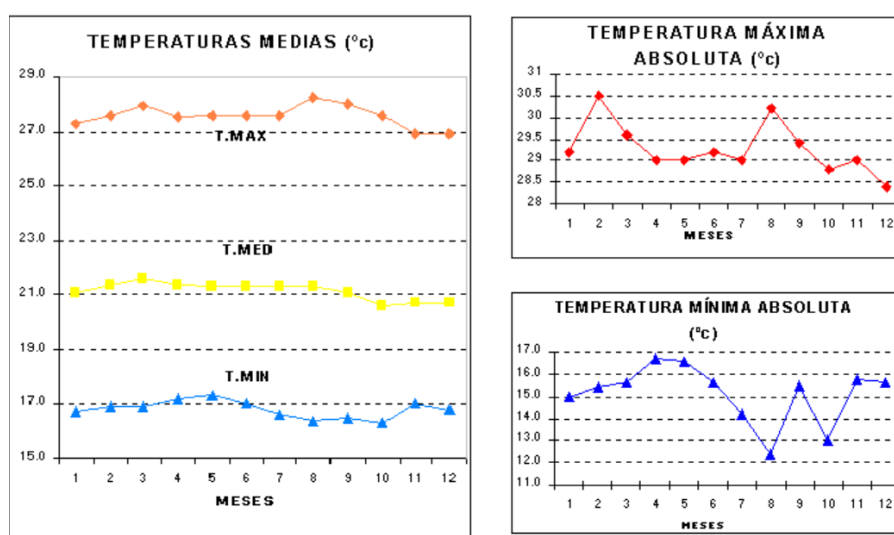 TEMPERATURAS MEDIAS (ºc)
29.0
27.0
25.0
23.0
21.0
19.0
17.0
15.0
T.MAX
T.MED
T.MIN
1 2 3 4 5 6 7 8 9 10 11 12
MESES
TEMPERATURA MÁXIMA
ABSOLUTA (ºc)
31
30.5
30
29.5
29
28.5
28
1 2 3 4 5 6 7 8 9 10 11 12
MESES
TEMPERATURA MÍNIMA ABSOLUTA
(ºc)
17.0
16.0
15.0
14.0
13.0
12.0
11.0
1 2 3 4 5 6 7 8 9 10 11 12
MESES